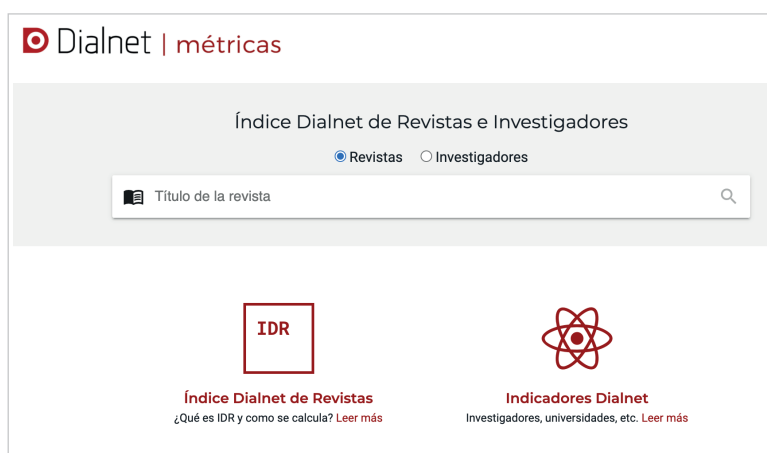 Dialnet | métricas
Índice Dialnet de Revistas e Investigadores
Revistas Investigadores
Título de la revista
IDR
Índice Dialnet de Revistas
¿Qué es IDR y como se calcula? Leer más
Indicadores Dialnet
Investigadores, universidades, etc. Leer más